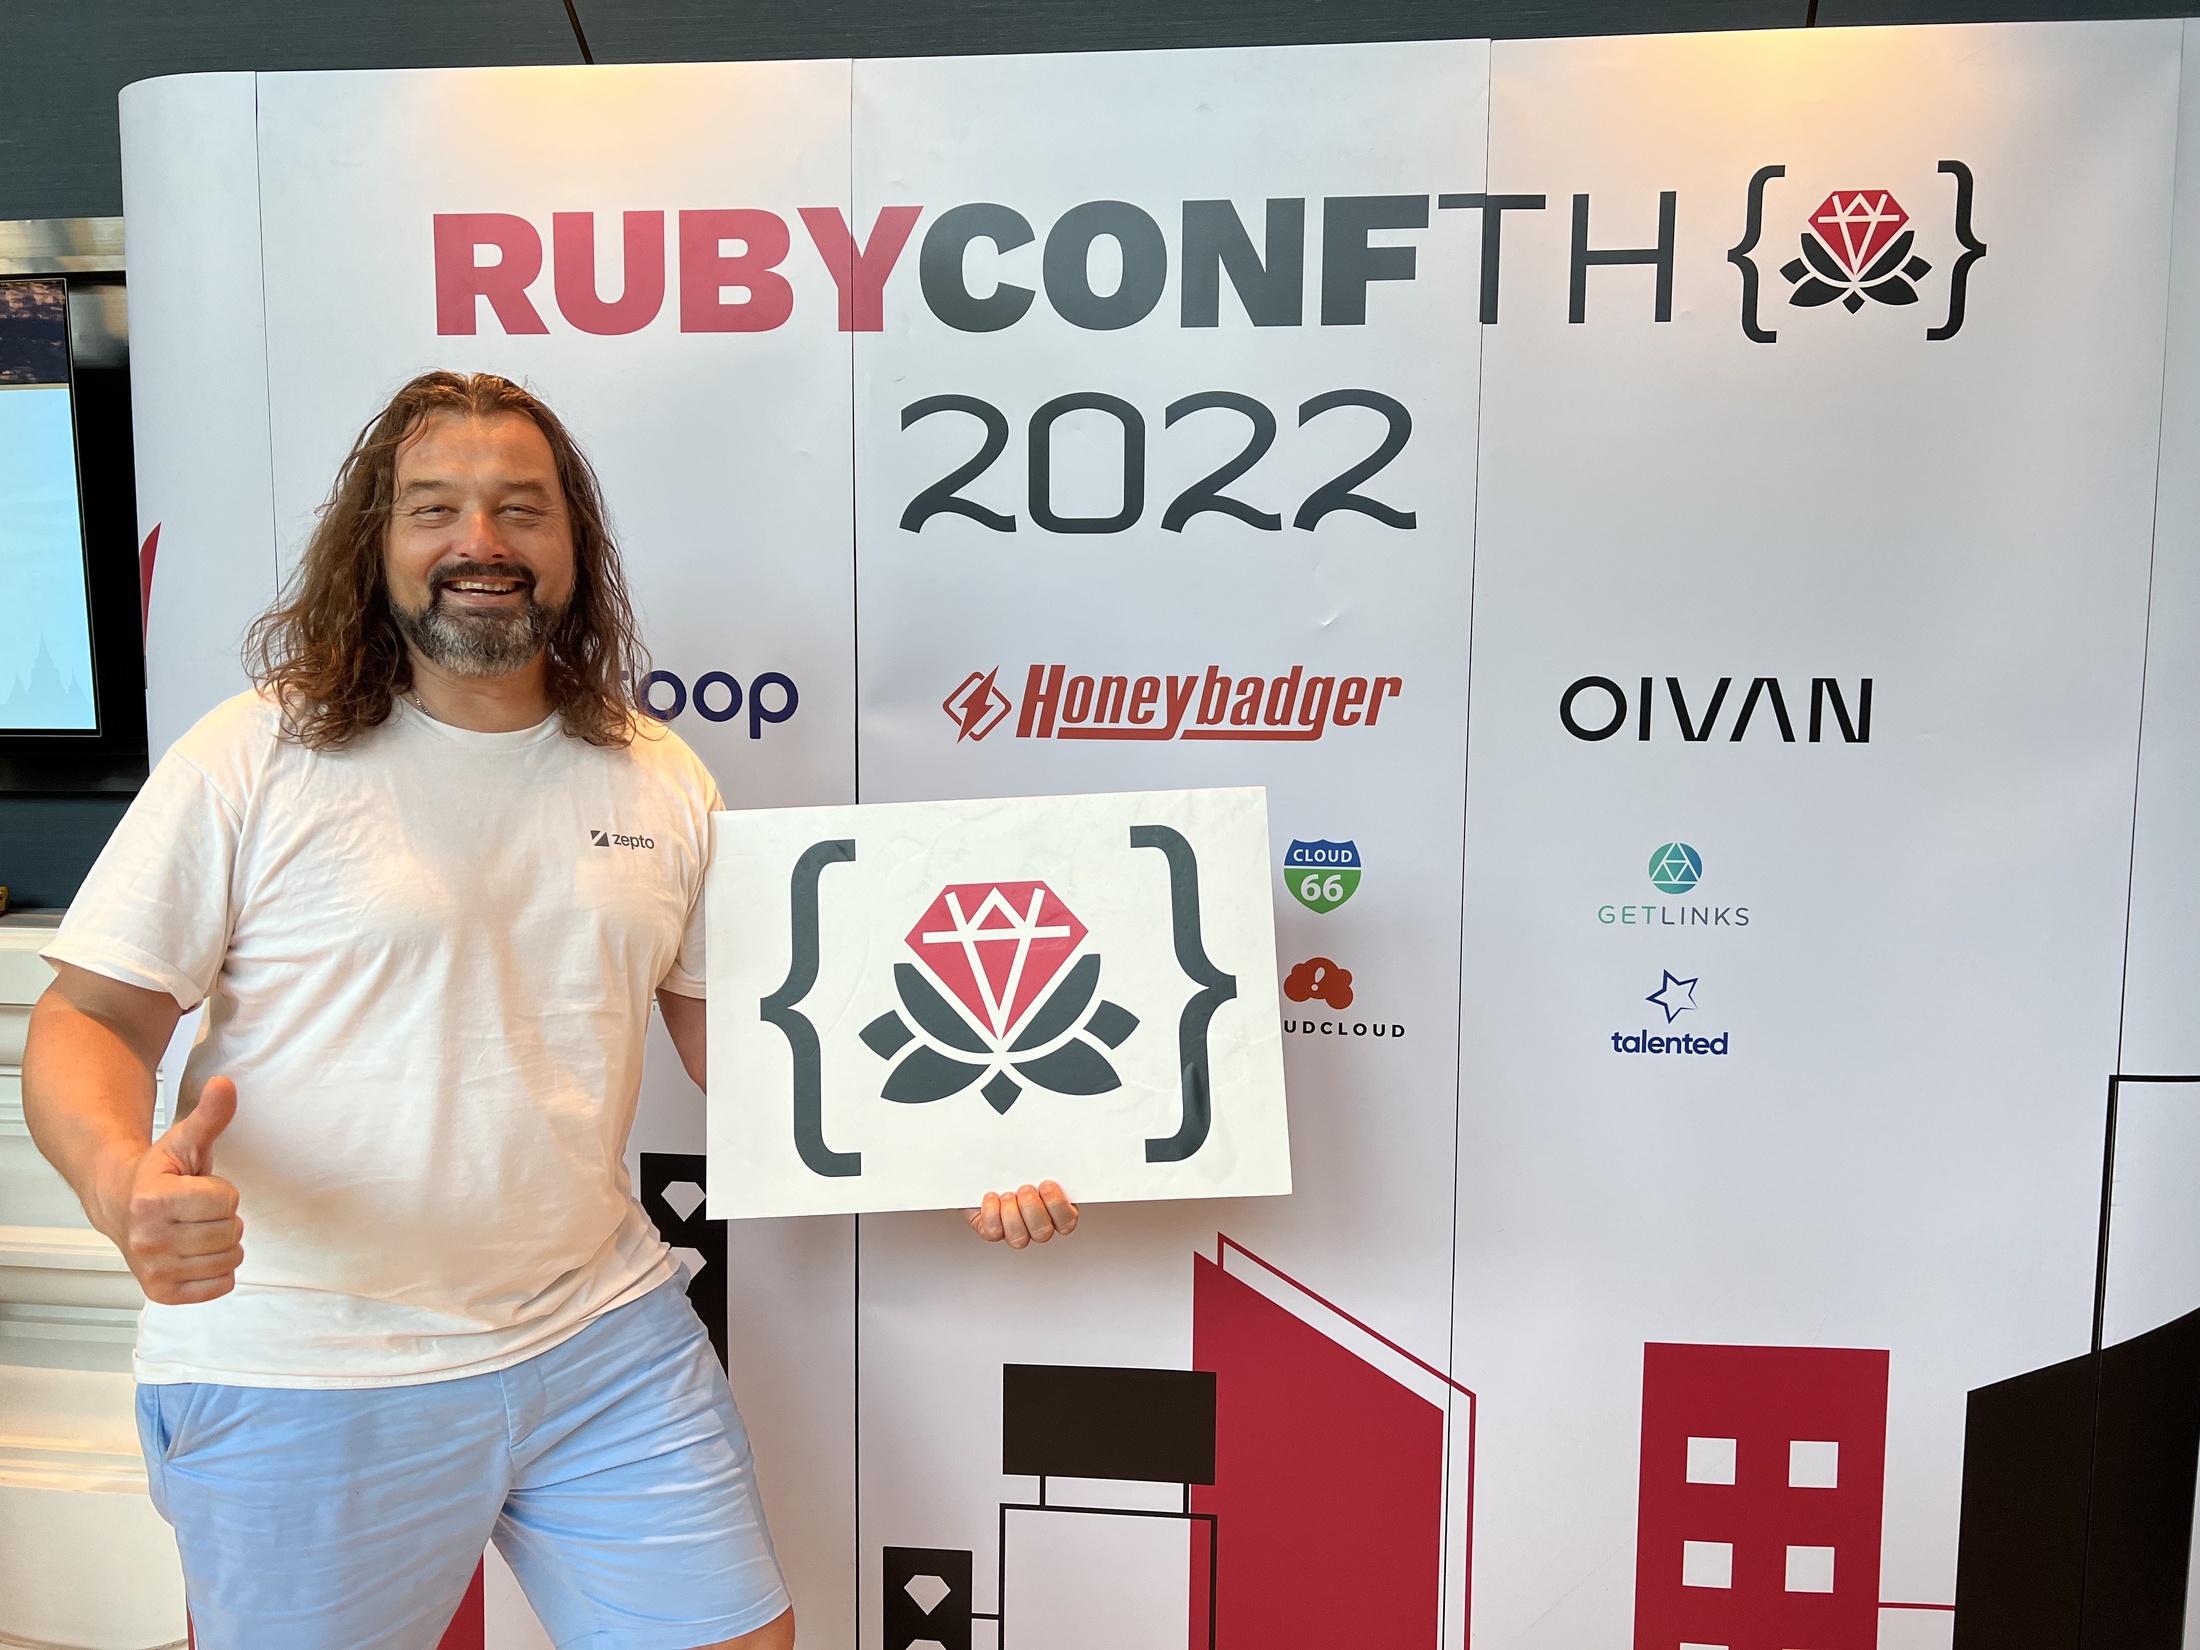 RUBYCONFTH
2022
Honeybadger
OIVAN
zepto
CLOUD
66
GETLINKS
talented